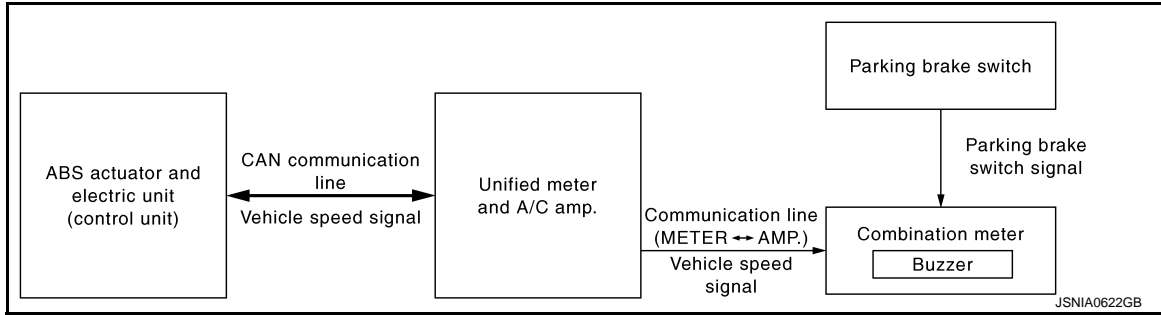 ABS actuator and
electric unit
(control unit)
CAN communication
line
Vehicle speed signal
Unified meter
and A/C amp.
Communication line
(METER ↔ AMP.)
Vehicle speed
signal
Parking brake switch
Parking brake
switch signal
Combination meter
Buzzer
JSNIA0622GB